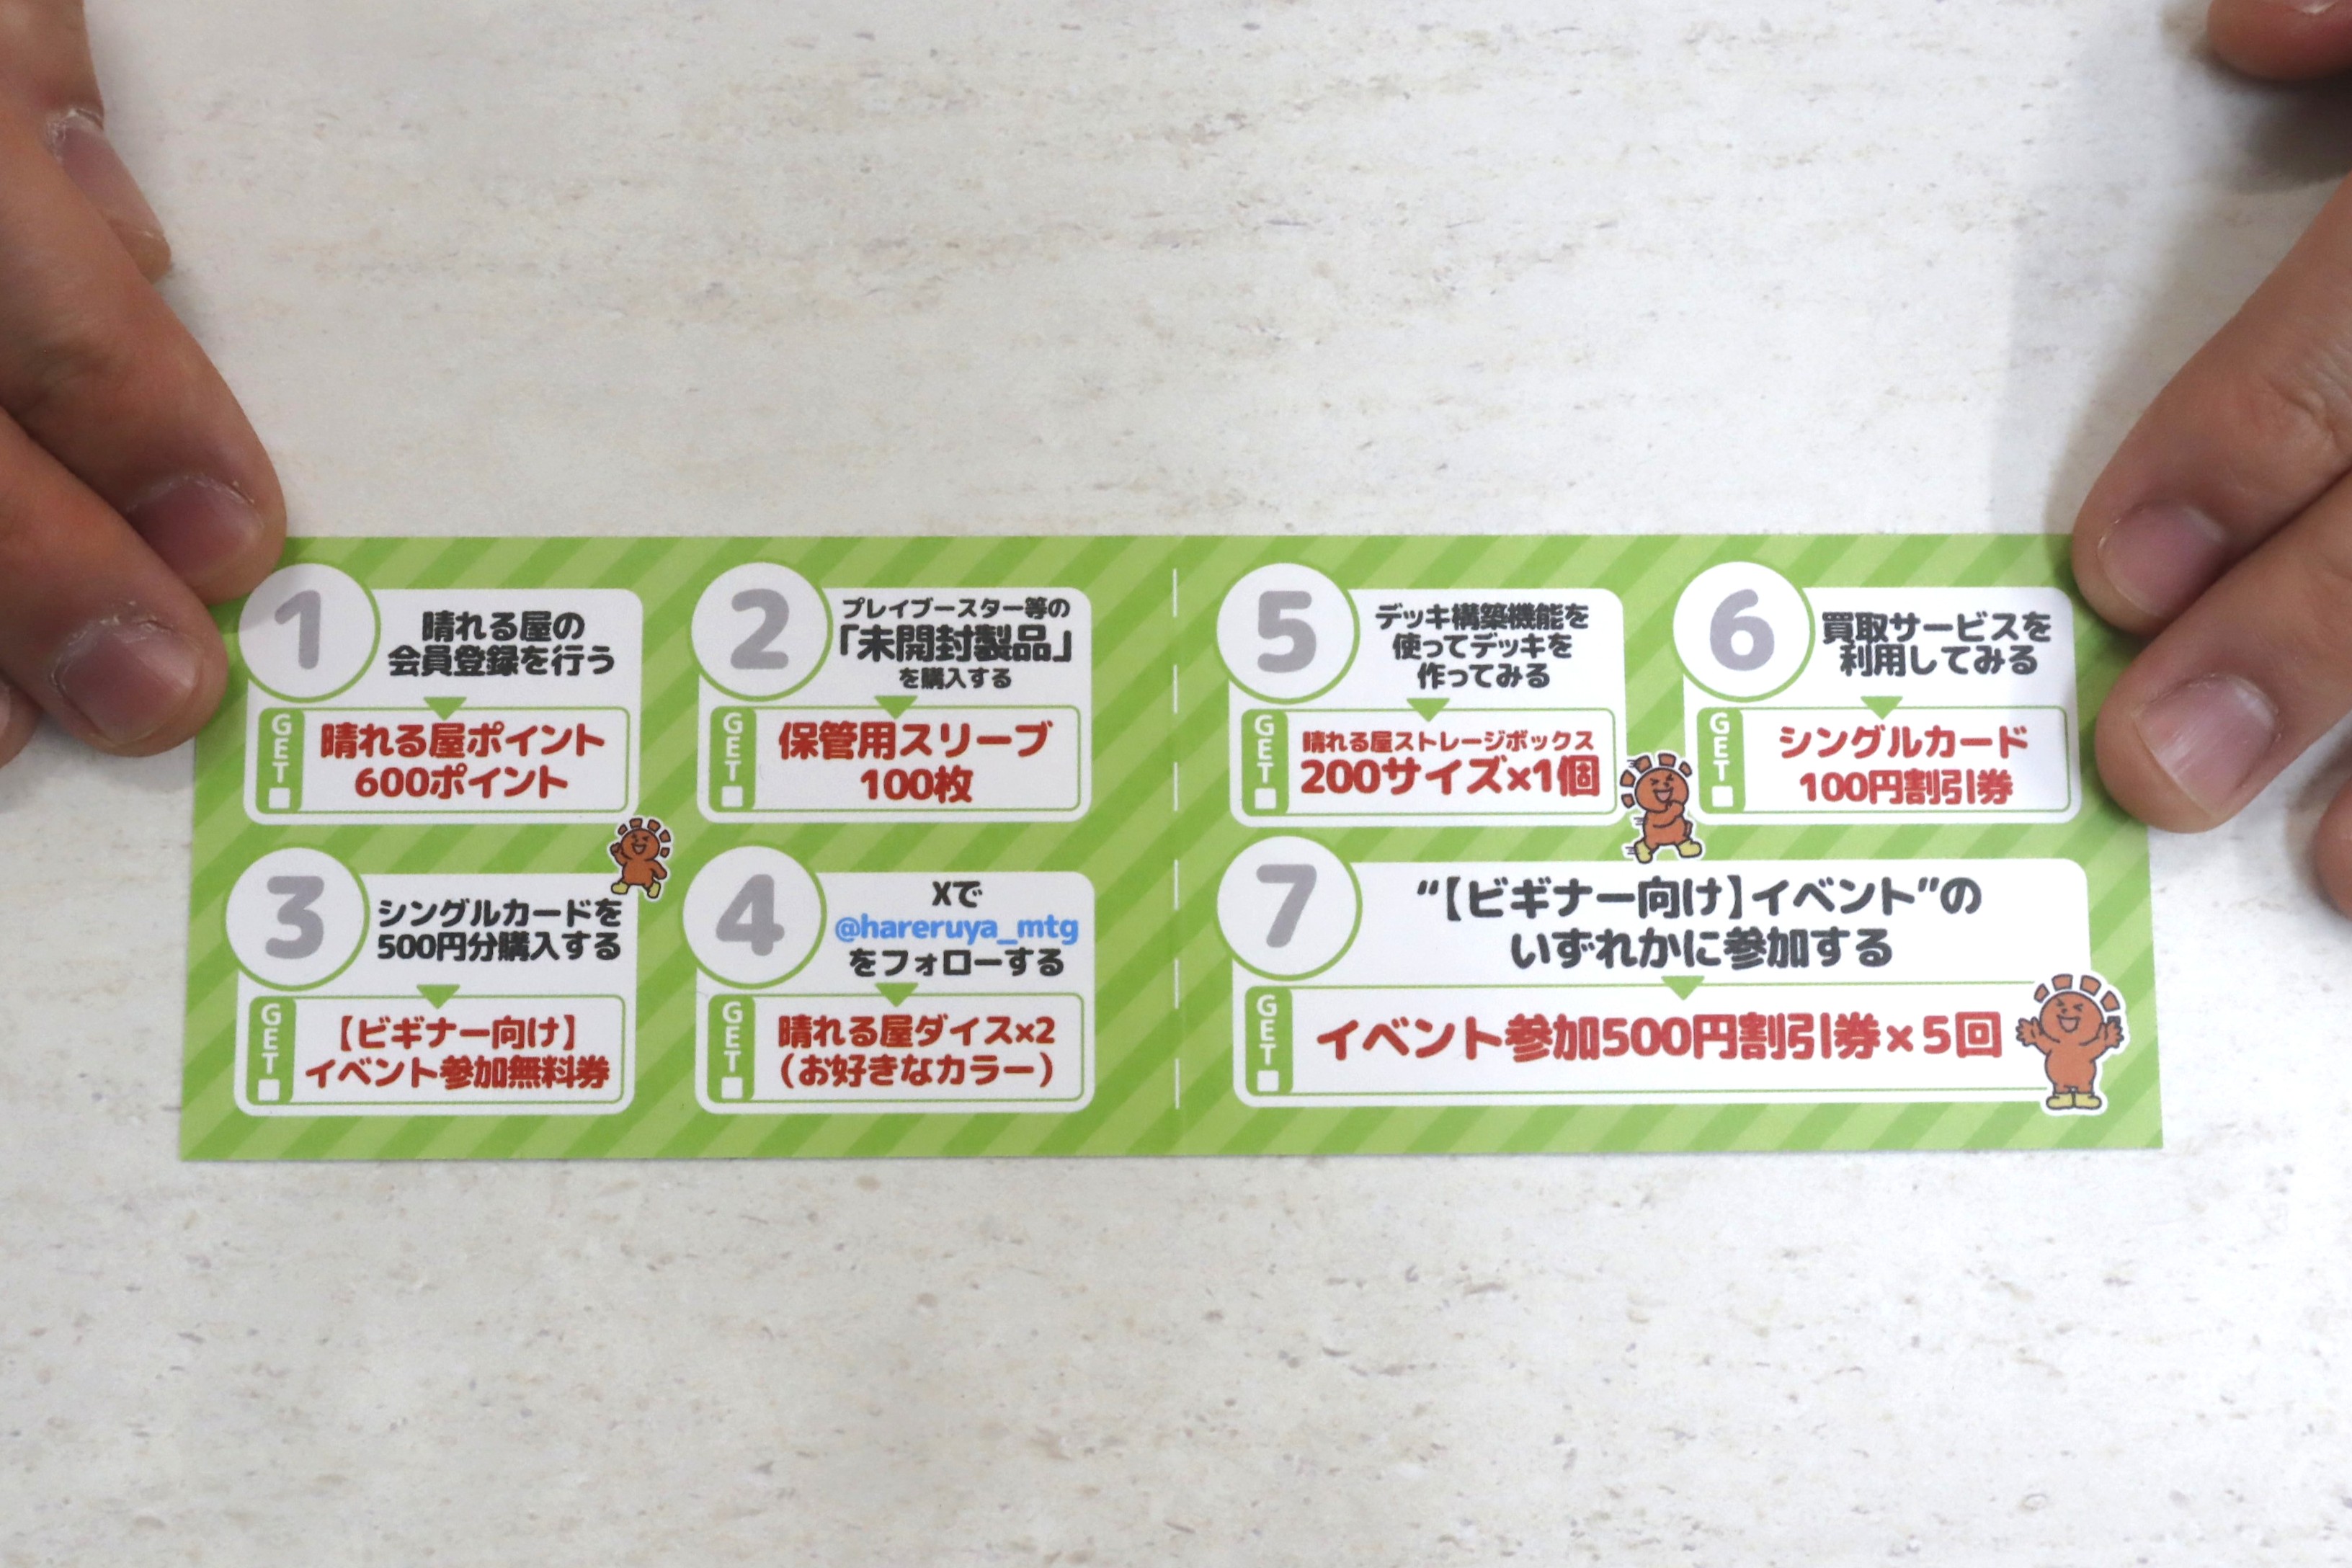 1
晴れる屋の
会員登録を行う
GET
晴れる屋ポイント
600ポイント
2
プレイブースター等の
「未開封製品」
を購入する
GET
保管用スリーブ
100枚
3
シングルカードを
500円分購入する
GET
【ビギナー向け】
イベント参加無料券
4
Xで
@hareruya_mtg
をフォローする
GET
晴れる屋ダイス×2
(お好きなカラー)
5
デッキ構築機能を
使ってデッキを
作ってみる
GET
晴れる屋ストレージボックス
200サイズ×1個
6
買取サービスを
利用してみる
GET
シングルカード
100円割引券
7
“【ビギナー向け】イベント”の
いずれかに参加する
GET
イベント参加500円割引券×5回